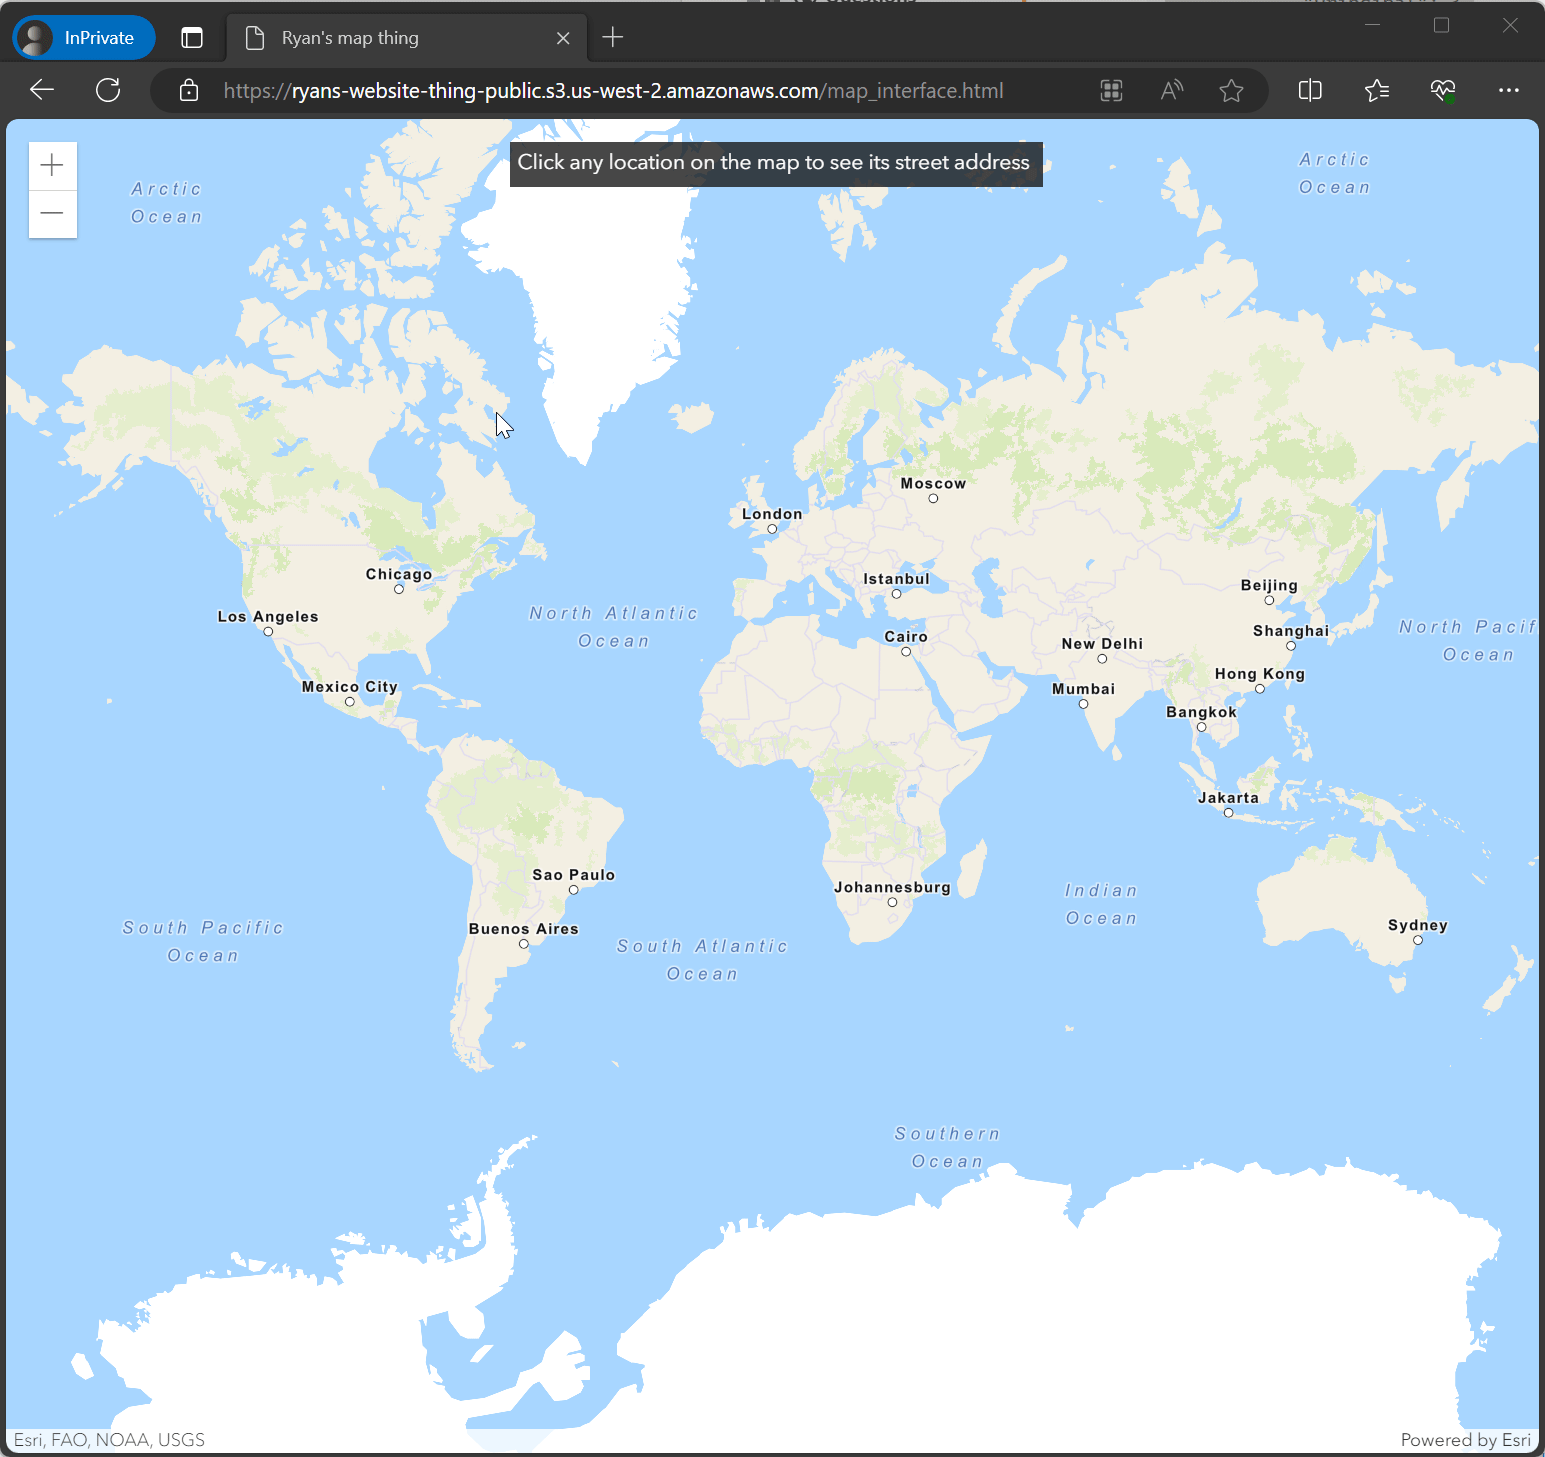 InPrivate
Ryan's map thing
https://ryans-website-thing-public.s3.us-west-2.amazonaws.com/map_interface.html
Click any location on the map to see its street address
Arctic
Ocean
Arctic
Ocean
Moscow
London
Chicago
Istanbul
Beijing
Los Angeles
North Atlantic
Ocean
Cairo
New Delhi
Shanghai
North Pacif
Ocean
Mexico City
Mumbai
Hong Kong
Bangkok
Jakarta
Sao Paulo
Johannesburg
Indian
Ocean
South Pacific
Ocean
Buenos Aires
South Atlantic
Ocean
Sydney
Southern
Ocean
Esri, FAO, NOAA, USGS
Powered by Esri